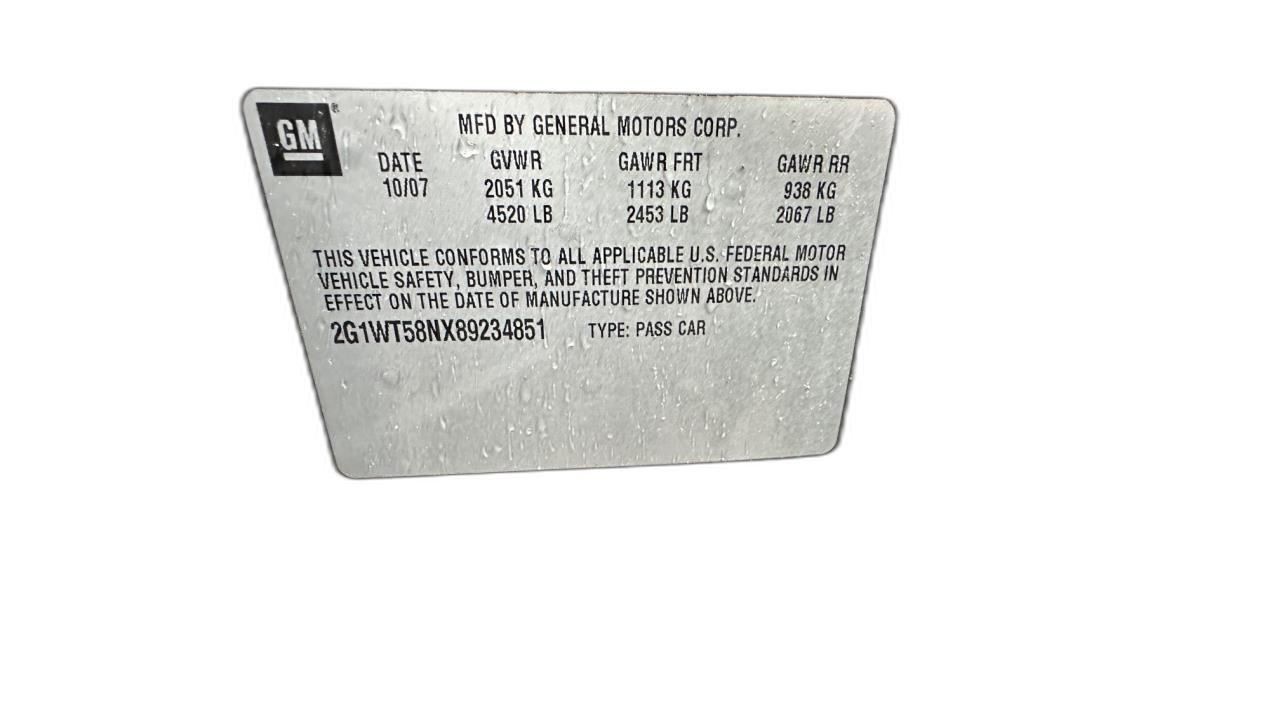 GM®
MFD BY GENERAL MOTORS CORP.
DATE GVWR GAWR FRT GAWR RR
10/07 2051 KG 1113 KG 938 KG
4520 LB 2453 LB 2067 LB
THIS VEHICLE CONFORMS TO ALL APPLICABLE U.S. FEDERAL MOTOR
VEHICLE SAFETY, BUMPER, AND THEFT PREVENTION STANDARDS IN
EFFECT ON THE DATE OF MANUFACTURE SHOWN ABOVE.
2G1WT58NX89234851 TYPE: PASS CAR